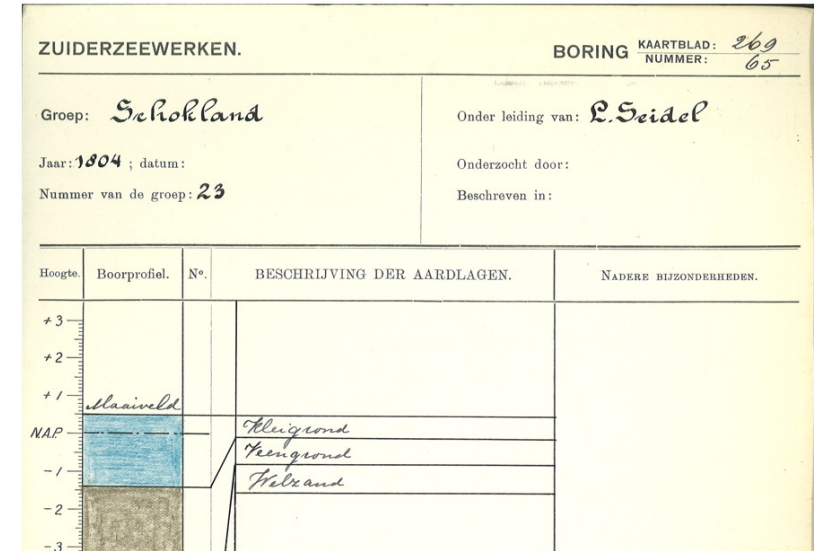 ZUIDERZEEWERKEN.
BORING KAARTBLAD: 269
NUMMER: 65
Groep: Schokland
Onder leiding van: L. Seidel
Jaar: 1804 ; datum:
Onderzocht door:
Nummer van de groep: 23
Beschreven in:
Hoogte. Boorprofiel. No. BESCHRIJVING DER AARDLAGEN. NADERE BIJZONDERHEDEN.
+3
+2
+1
Maaiveld
Kleigrond
N.A.P.
Veengrond
-1
Welzand
-2
-3